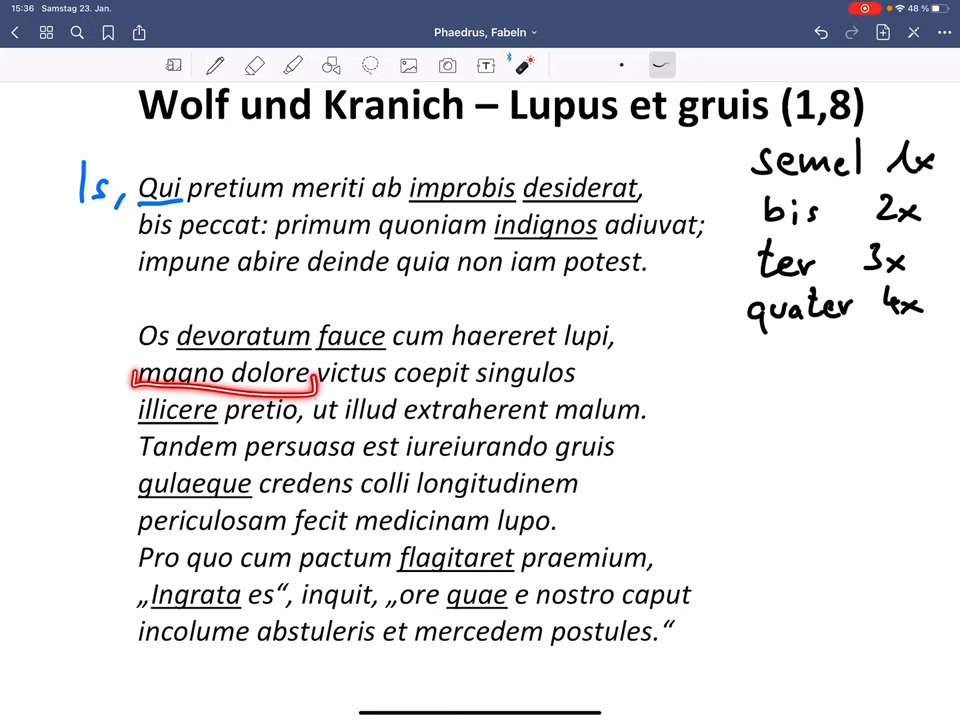 15:36 Samstag 23. Jan.
48 %
Phaedrus, Fabeln
Wolf und Kranich – Lupus et gruis (1,8)
semel 1x
bis 2x
ter 3x
quater 4x
Is, Qui pretium meriti ab improbis desiderat,
bis peccat: primum quoniam indignos adiuvat;
impune abire deinde quia non iam potest.
Os devoratum fauce cum haereret lupi,
magno dolore victus coepit singulos
illicere pretio, ut illud extraherent malum.
Tandem persuasa est iureiurando gruis
gulaeque credens colli longitudinem
periculosam fecit medicinam lupo.
Pro quo cum pactum flagitaret praemium,
„Ingrata es“, inquit, „ore quae e nostro caput
incolume abstuleris et mercedem postules.“